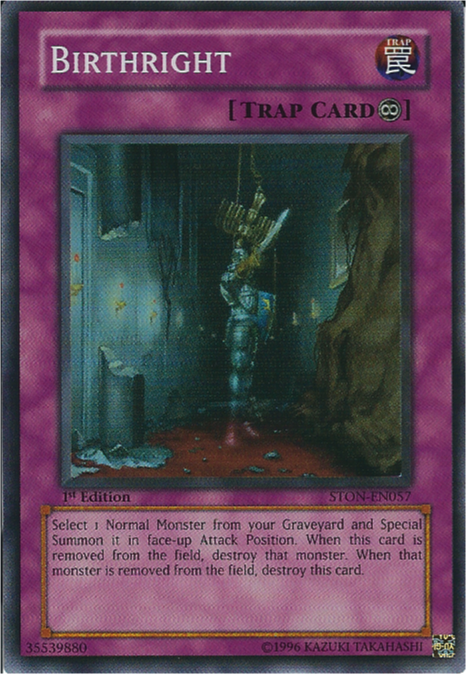 BIRTHRIGHT
TRAP
罠
[TRAP CARD∞]
1st Edition
STON-EN057
Select 1 Normal Monster from your Graveyard and Special
Summon it in face-up Attack Position. When this card is
removed from the field, destroy that monster. When that
monster is removed from the field, destroy this card.
35539880
©1996 KAZUKI TAKAHASHI